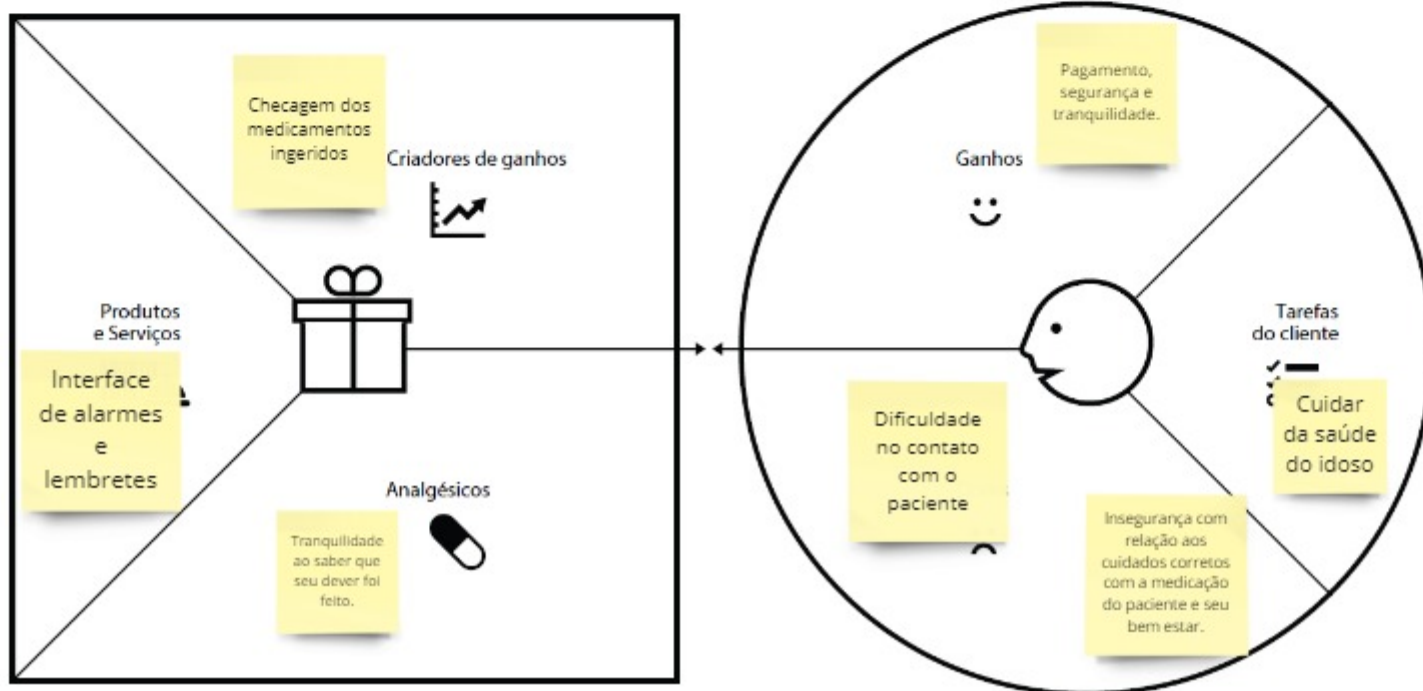 Checagem dos
medicamentos
ingeridos
Criadores de ganhos
Produtos
e Serviços
Interface
de alarmes
e
lembretes
Analgésicos
Tranquilidade
ao saber que
seu dever foi
feito.
Pagamento,
segurança e
tranquilidade.
Ganhos
Tarefas
do cliente
Cuidar
da saúde
do idoso
Dificuldade
no contato
com o
paciente
Insegurança com
relação aos
cuidados corretos
com a medicação
do paciente e seu
bem estar.